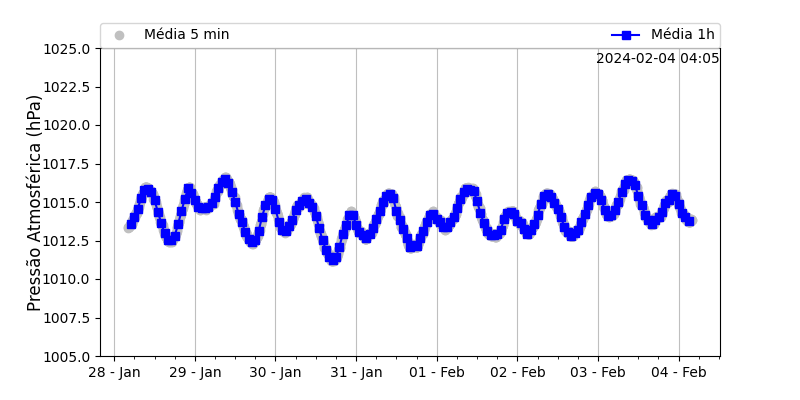 Média 5 min
Média 1h
2024-02-04 04:05
Pressão Atmosférica (hPa)
1025.0
1022.5
1020.0
1017.5
1015.0
1012.5
1010.0
1007.5
1005.0
28 - Jan
29 - Jan
30 - Jan
31 - Jan
01 - Feb
02 - Feb
03 - Feb
04 - Feb